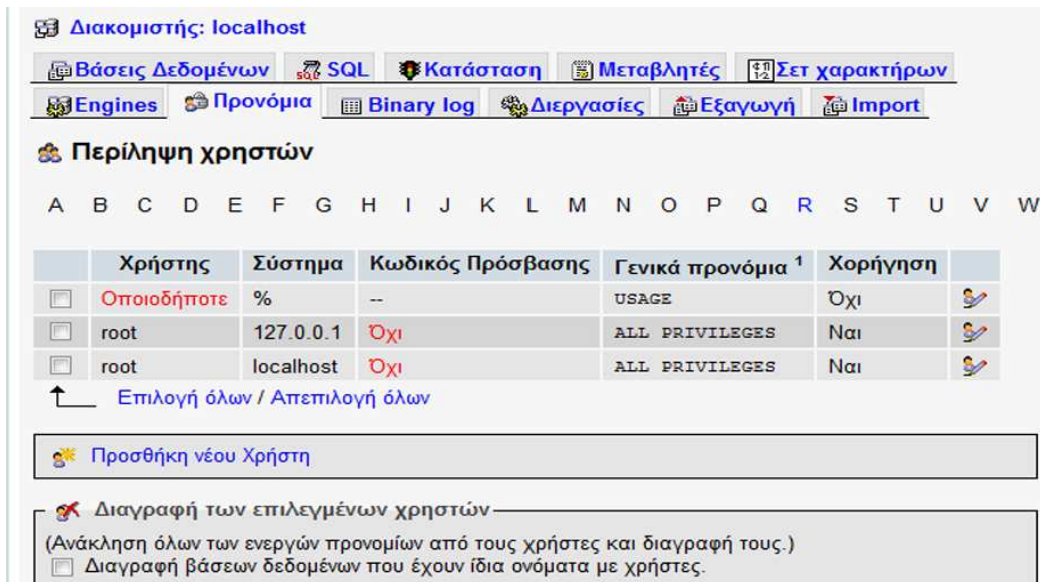 Διακομιστής: localhost
Βάσεις Δεδομένων SQL Κατάσταση Μεταβλητές Σετ χαρακτήρων
Engines Προνόμια Binary log Διεργασίες Εξαγωγή Import
Περίληψη χρηστών
A B C D E F G H I J K L M N O P Q R S T U V W
Χρήστης Σύστημα Κωδικός Πρόσβασης Γενικά προνόμια 1 Χορήγηση
Οποιοδήποτε % -- USAGE Όχι
root 127.0.0.1 Όχι ALL PRIVILEGES Ναι
root localhost Όχι ALL PRIVILEGES Ναι
Επιλογή όλων / Απεπιλογή όλων
Προσθήκη νέου Χρήστη
Διαγραφή των επιλεγμένων χρηστών
(Ανάκληση όλων των ενεργών προνομίων από τους χρήστες και διαγραφή τους.)
Διαγραφή βάσεων δεδομένων που έχουν ίδια ονόματα με χρήστες.